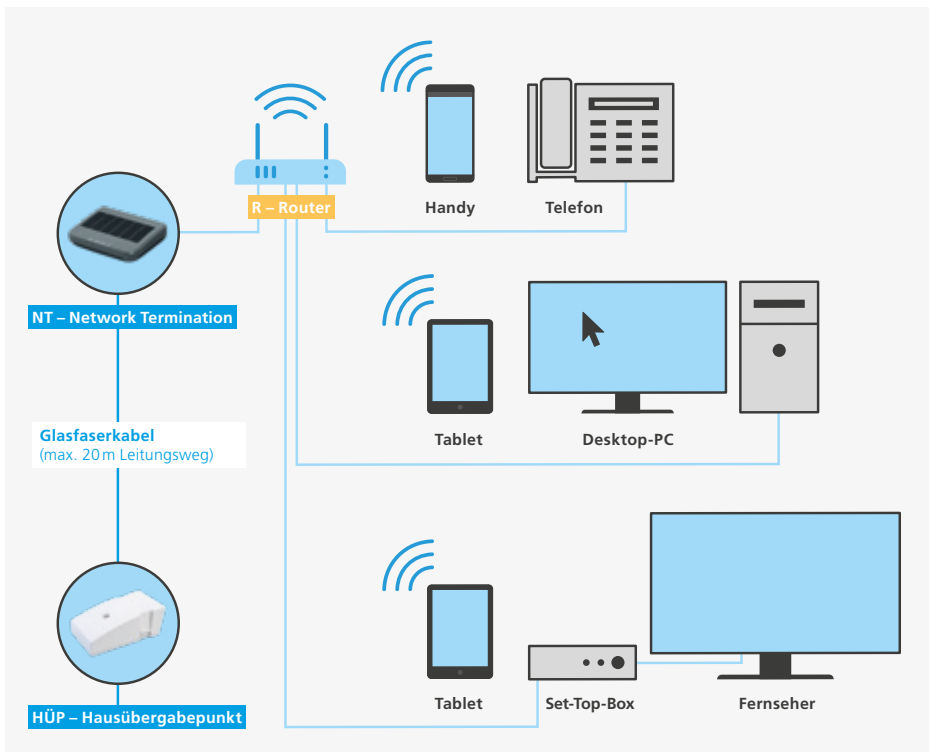 R – Router
Handy
Telefon
NT – Network Termination
Glasfaserkabel
(max. 20 m Leitungsweg)
Tablet
Desktop-PC
HÜP – Hausübergabepunkt
Tablet
Set-Top-Box
Fernseher